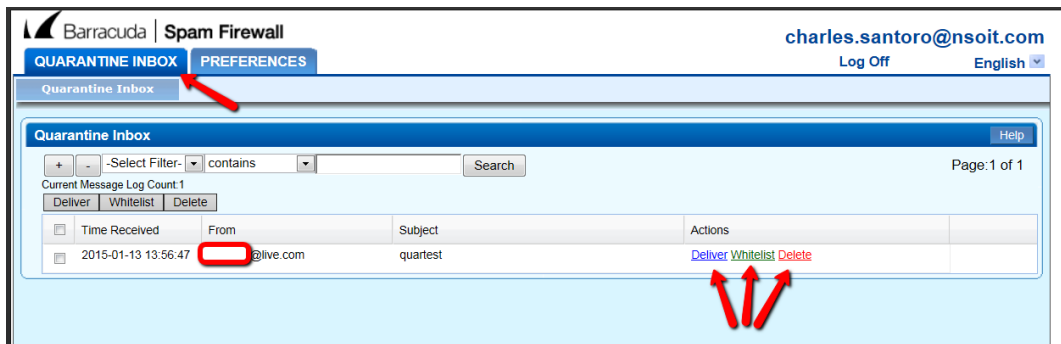 Barracuda | Spam Firewall
charles.santoro@nsoit.com
QUARANTINE INBOX PREFERENCES Log Off English
Quarantine Inbox
Quarantine Inbox Help
+ - -Select Filter- contains Search Page:1 of 1
Current Message Log Count:1
Deliver Whitelist Delete
Time Received From Subject Actions
2015-01-13 13:56:47 @live.com quartest Deliver Whitelist Delete